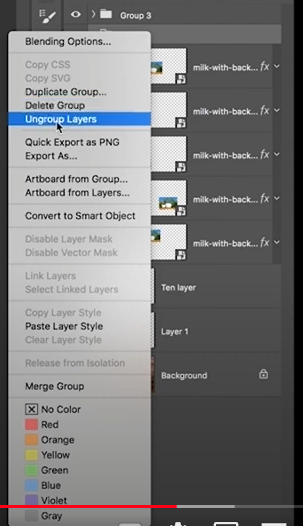 Group 3
Blending Options...
Copy CSS
Copy SVG
Duplicate Group...
Delete Group
Ungroup Layers
Quick Export as PNG
Export As...
Artboard from Group...
Artboard from Layers...
Convert to Smart Object
Disable Layer Mask
Disable Vector Mask
Link Layers
Select Linked Layers
Copy Layer Style
Paste Layer Style
Clear Layer Style
Release from Isolation
Merge Group
No Color
Red
Orange
Yellow
Green
Blue
Violet
Gray
milk-with-back... fx
milk-with-back...
milk-with-back... fx
milk-with-back... fx
milk-with-back... fx
Ten layer
Layer 1
Background